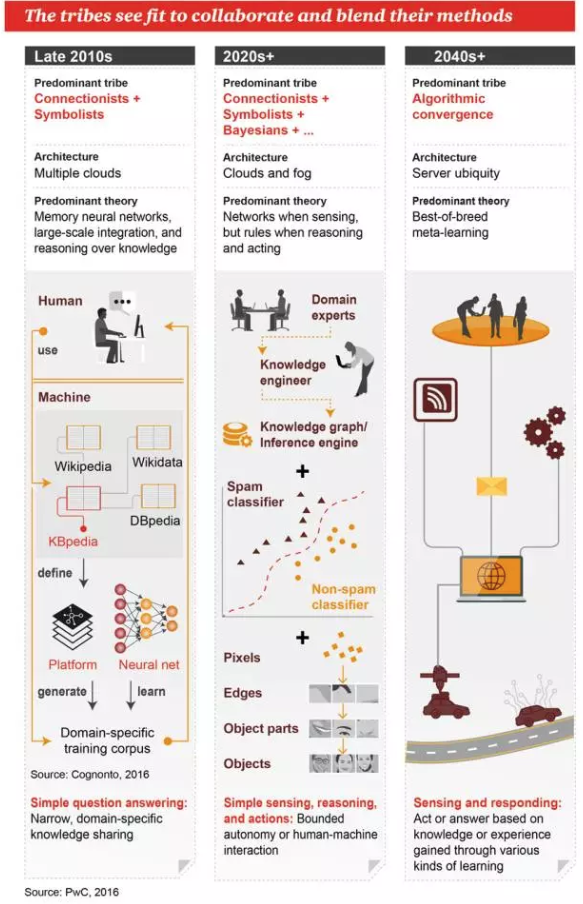 The tribes see fit to collaborate and blend their methods
Late 2010s
Predominant tribe
Connectionists +
Symbolists
Architecture
Multiple clouds
Predominant theory
Memory neural networks,
large-scale integration, and
reasoning over knowledge
Human
use
Machine
Wikipedia
Wikidata
DBpedia
KBpedia
define
Platform
Neural net
generate
learn
Domain-specific
training corpus
Source: Cognonto, 2016
Simple question answering:
Narrow, domain-specific
knowledge sharing
2020s+
Predominant tribe
Connectionists +
Symbolists +
Bayesians + ...
Architecture
Clouds and fog
Predominant theory
Networks when sensing,
but rules when reasoning
and acting
Domain
experts
Knowledge
engineer
Knowledge graph/
Inference engine
+
Spam
classifier
Non-spam
classifier
+
Pixels
Edges
Object parts
Objects
Simple sensing, reasoning,
and actions: Bounded
autonomy or human-machine
interaction
2040s+
Predominant tribe
Algorithmic
convergence
Architecture
Server ubiquity
Predominant theory
Best-of-breed
meta-learning
Sensing and responding:
Act or answer based on
knowledge or experience
gained through various
kinds of learning
Source: PwC, 2016